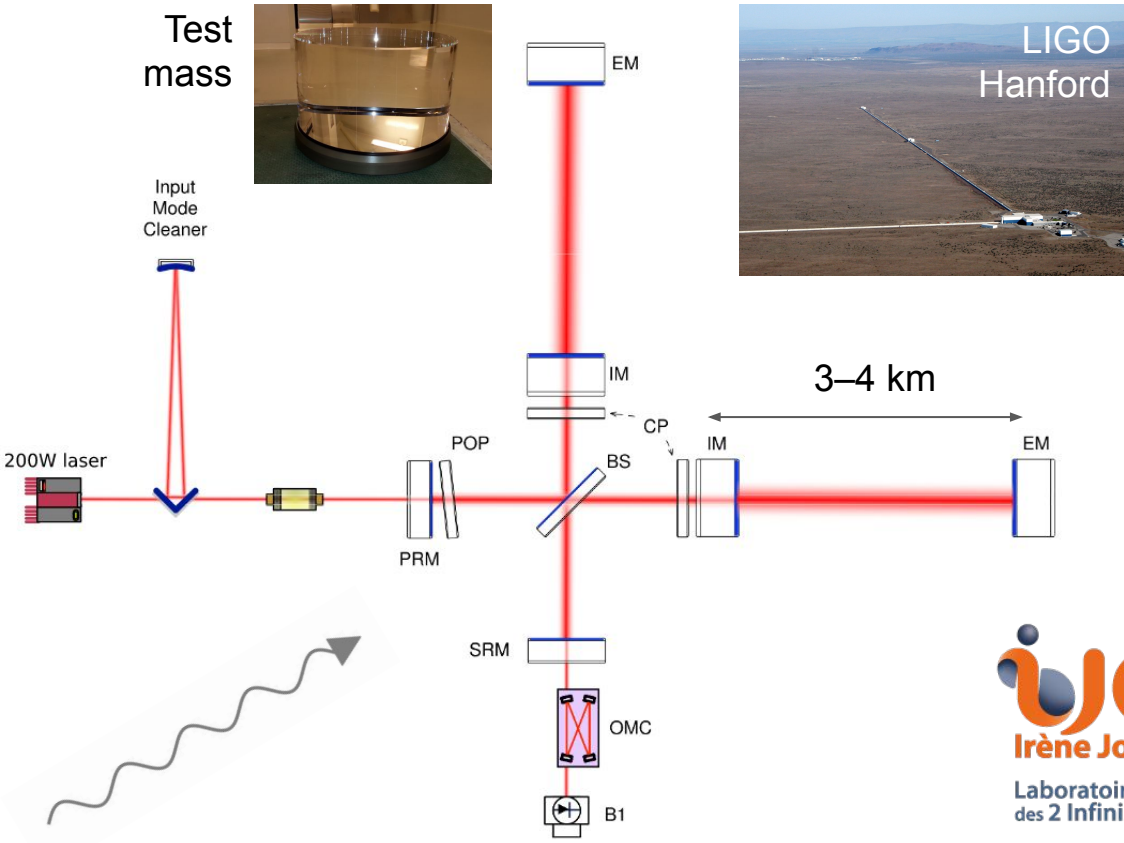 Test
mass
LIGO
Hanford
EM
Input
Mode
Cleaner
IM
3–4 km
CP
IM
EM
200W laser
POP
BS
PRM
SRM
OMC
B1
Irène Jo
Laboratoir
des 2 Infini